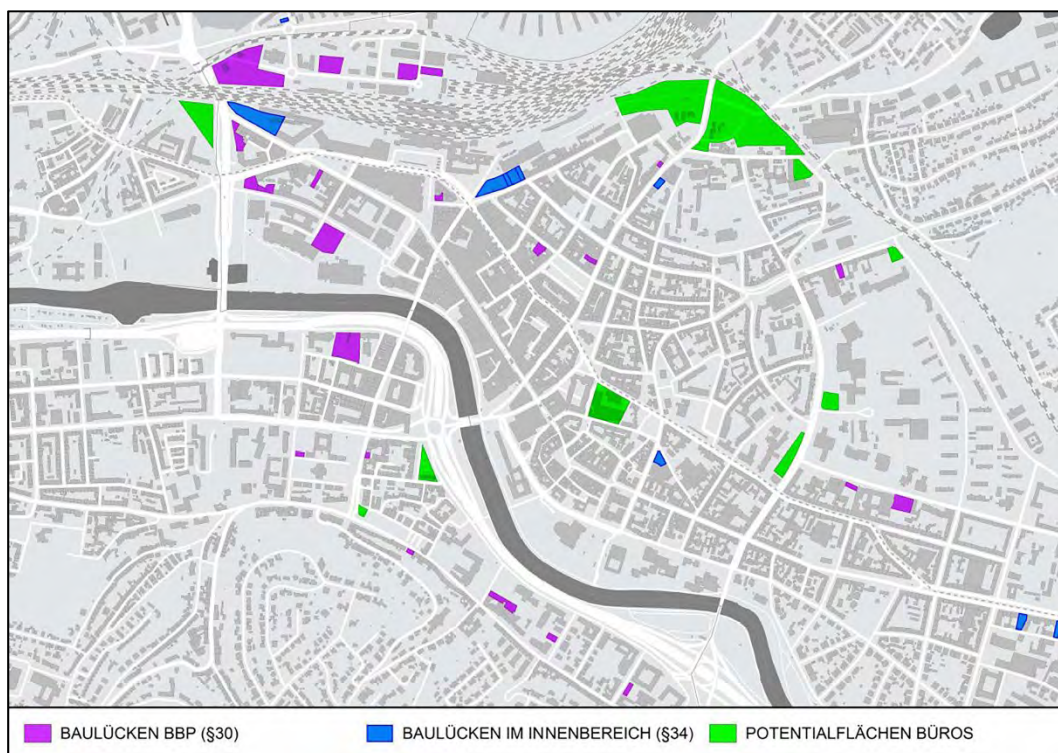 BAULÜCKEN BBP (§30)
BAULÜCKEN IM INNENBEREICH (§34)
POTENTIALFLÄCHEN BÜROS